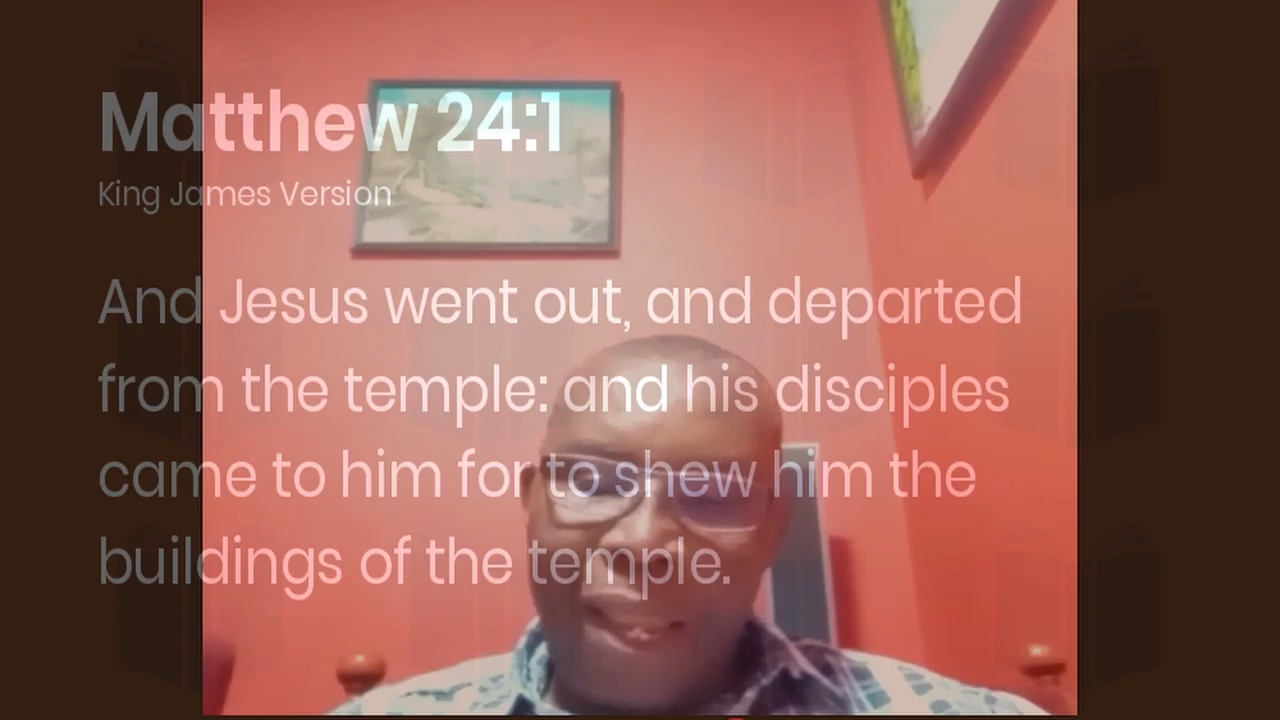 Matthew 24:1
King James Version
And Jesus went out, and departed
from the temple: and his disciples
came to him for to shew him the
buildings of the temple.